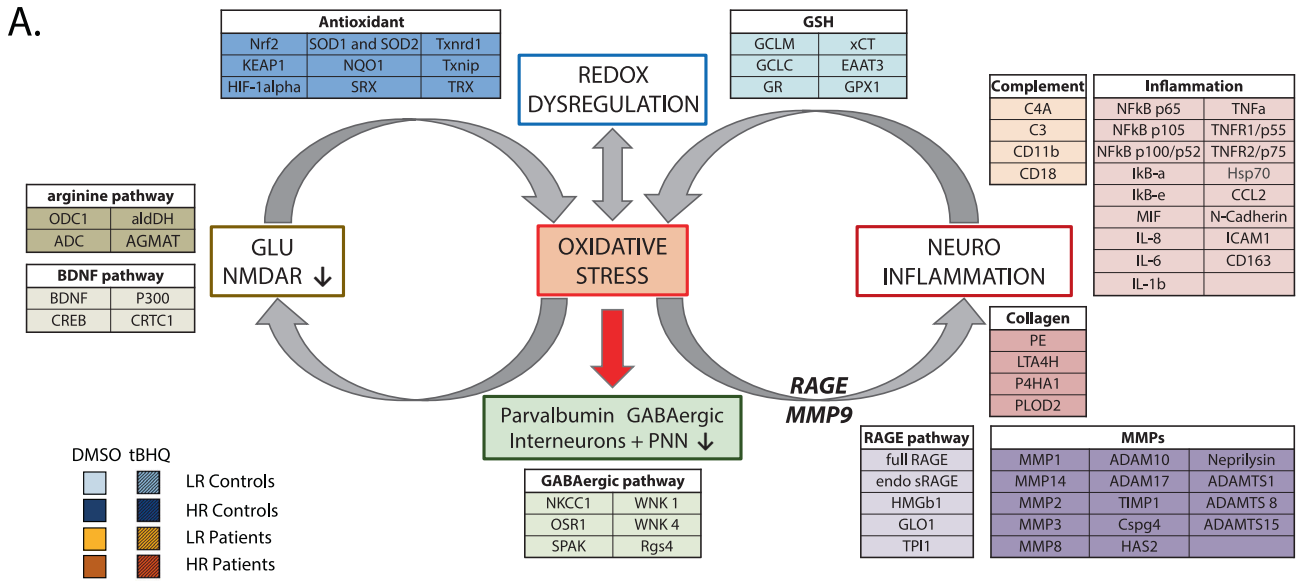 A.
Antioxidant
Nrf2 SOD1 and SOD2 Txnrd1
KEAP1 NQO1 Txnip
HIF-1alpha SRX TRX
REDOX
DYSREGULATION
GSH
GCLM xCT
GCLC EAAT3
GR GPX1
Complement
C4A
C3
CD11b
CD18
Inflammation
NFkB p65 TNFa
NFkB p105 TNFR1/p55
NFkB p100/p52 TNFR2/p75
IkB-a Hsp70
IkB-e CCL2
MIF N-Cadherin
IL-8 ICAM1
IL-6 CD163
IL-1b
arginine pathway
ODC1 aldDH
ADC AGMAT
BDNF pathway
BDNF P300
CREB CRTC1
GLU
NMDAR ↓
OXIDATIVE
STRESS
NEURO
INFLAMMATION
Collagen
PE
LTA4H
P4HA1
PLOD2
RAGE
MMP9
Parvalbumin GABAergic
Interneurons + PNN ↓
GABAergic pathway
NKCC1 WNK 1
OSR1 WNK 4
SPAK Rgs4
RAGE pathway
full RAGE
endo sRAGE
HMGb1
GLO1
TPI1
MMPs
MMP1 ADAM10 Neprilysin
MMP14 ADAM17 ADAMTS1
MMP2 TIMP1 ADAMTS 8
MMP3 Cspg4 ADAMTS15
MMP8 HAS2
DMSO tBHQ
LR Controls
HR Controls
LR Patients
HR Patients